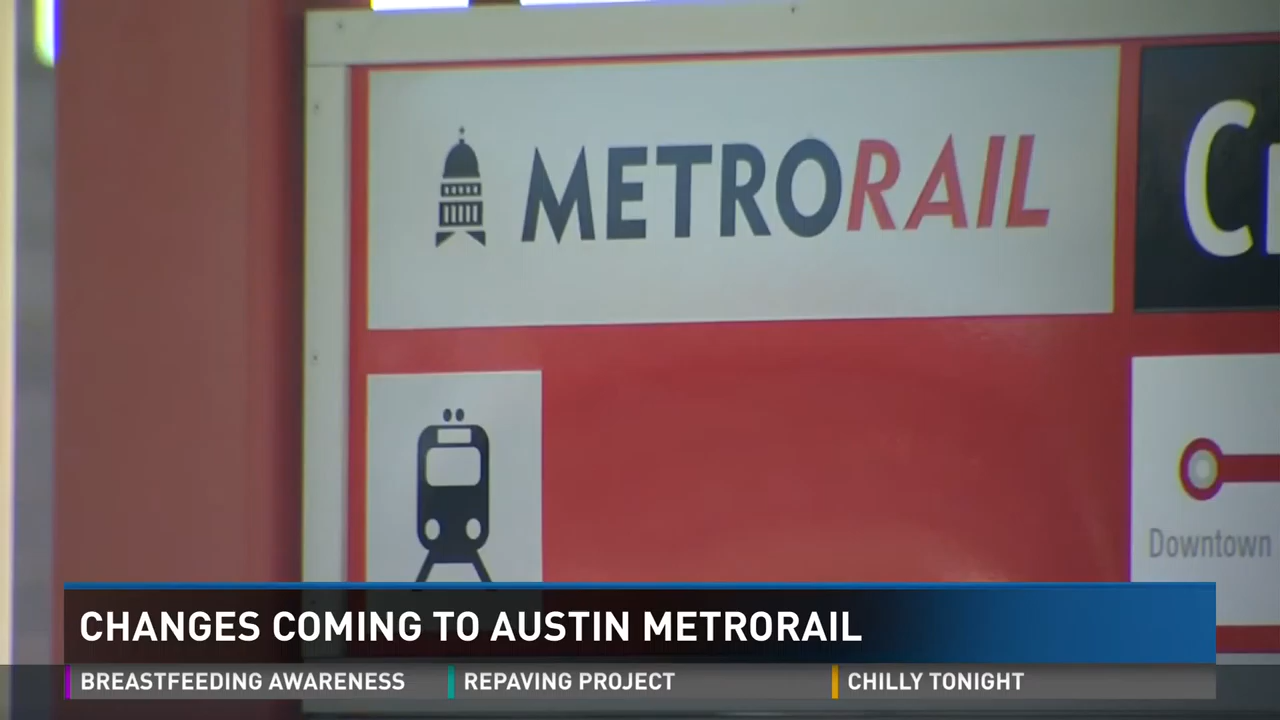 METRORAIL
C
Downtown
CHANGES COMING TO AUSTIN METRORAIL
BREASTFEEDING AWARENESS
REPAVING PROJECT
CHILLY TONIGHT